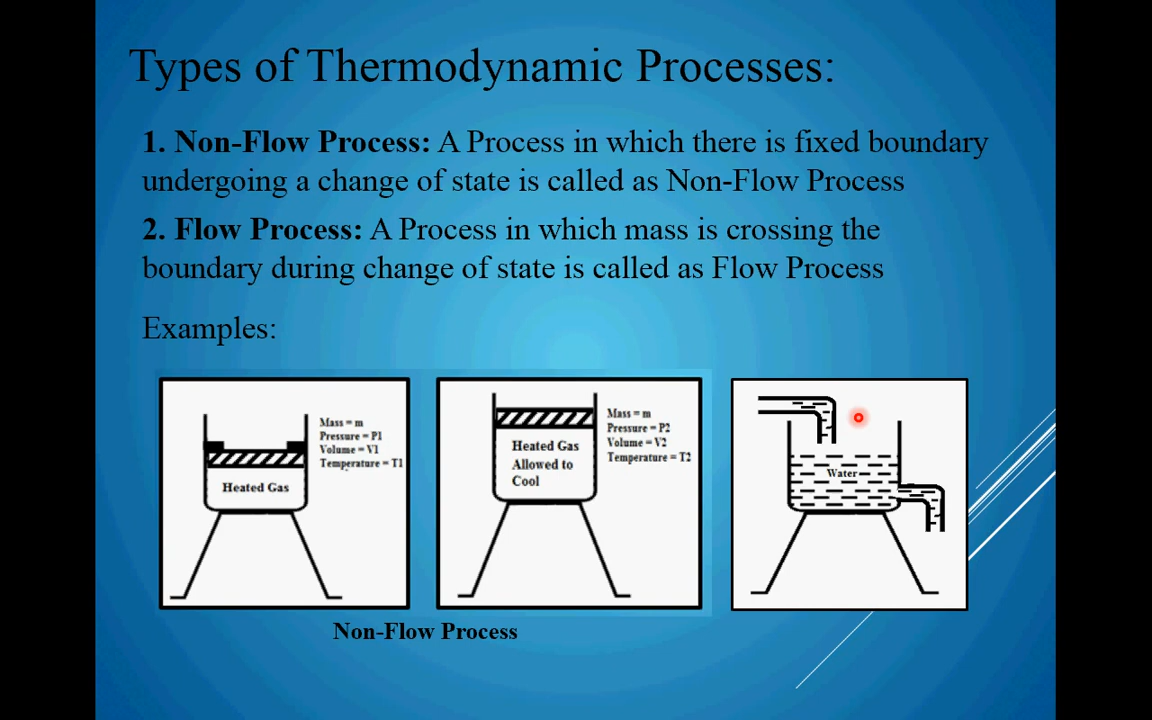 Types of Thermodynamic Processes:
1. Non-Flow Process: A Process in which there is fixed boundary
undergoing a change of state is called as Non-Flow Process
2. Flow Process: A Process in which mass is crossing the
boundary during change of state is called as Flow Process
Examples:
Mass = m
Pressure = P1
Volume = V1
Temperature = T1
Heated Gas
Mass = m
Pressure = P2
Volume = V2
Temperature = T2
Heated Gas
Allowed to
Cool
Water
Non-Flow Process